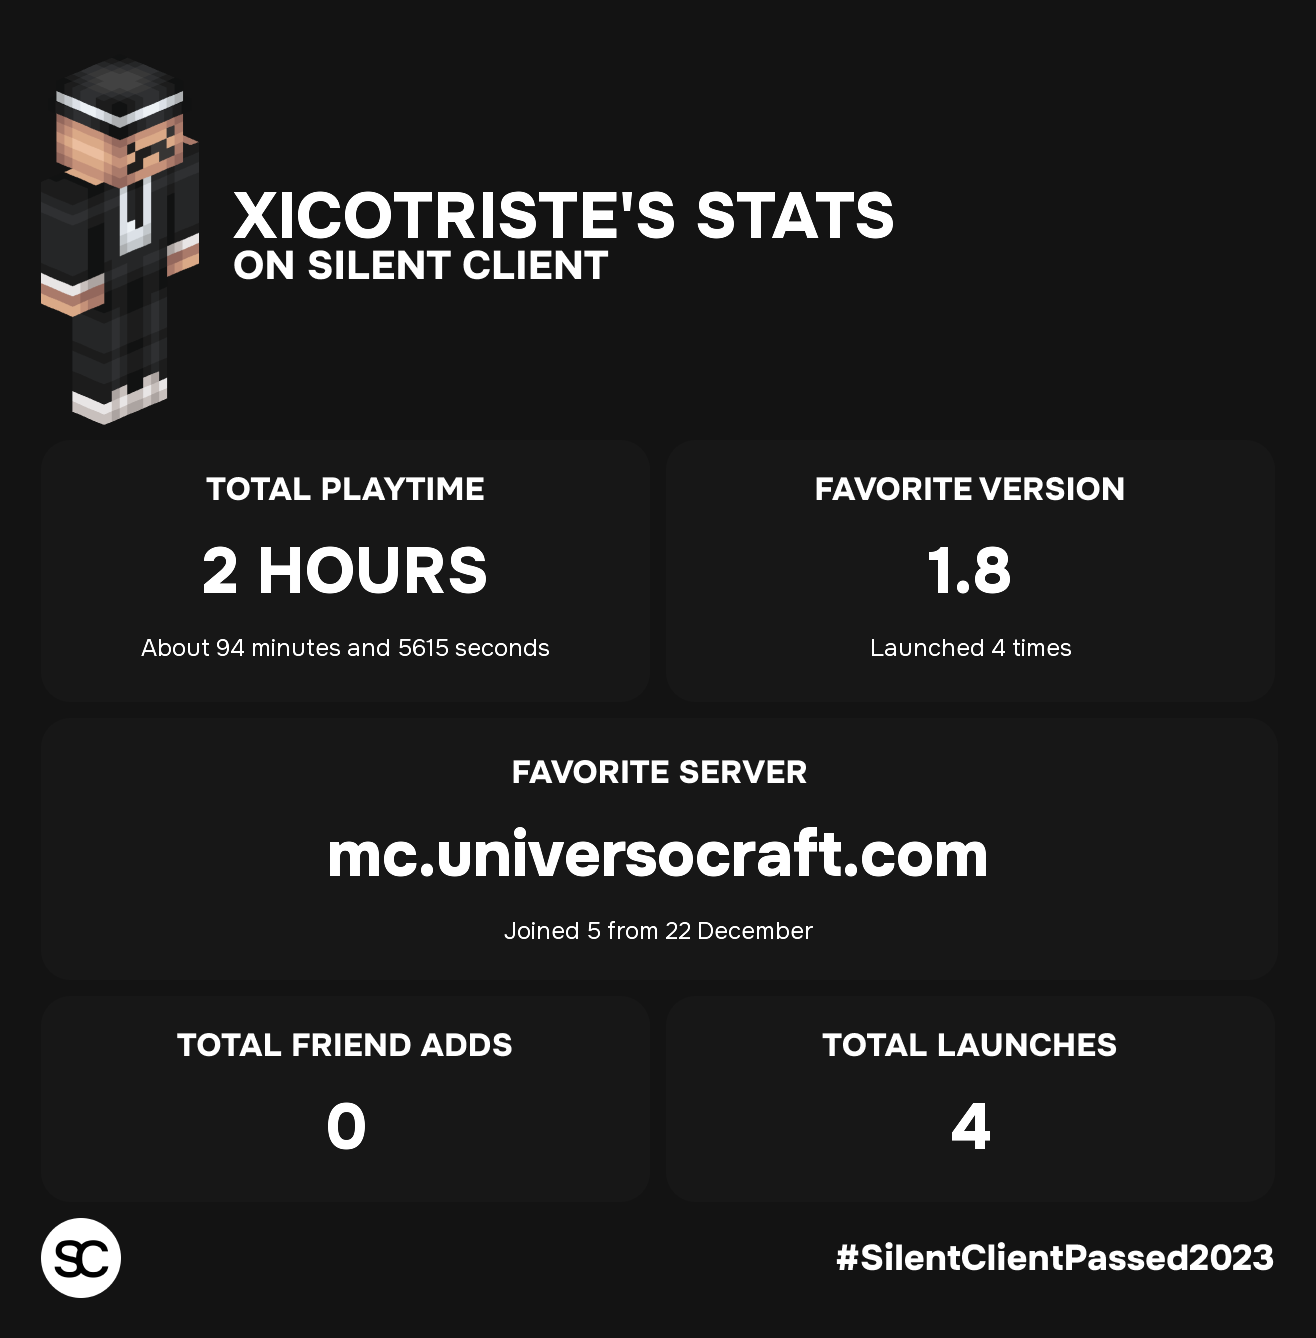 XICOTRISTE'S STATS
ON SILENT CLIENT
TOTAL PLAYTIME
2 HOURS
About 94 minutes and 5615 seconds
FAVORITE VERSION
1.8
Launched 4 times
FAVORITE SERVER
mc.universocraft.com
Joined 5 from 22 December
TOTAL FRIEND ADDS
0
TOTAL LAUNCHES
4
SC
#SilentClientPassed2023